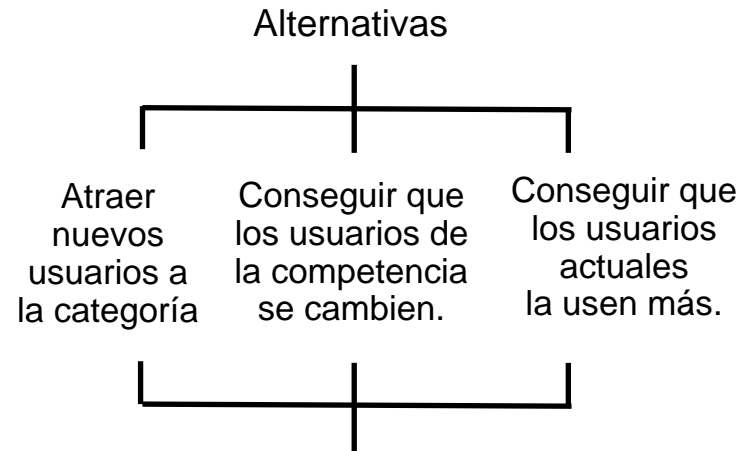 Alternativas
Atraer
nuevos
usuarios a
la categoría
Conseguir que
los usuarios de
la competencia
se cambien.
Conseguir que
los usuarios
actuales
la usen más.